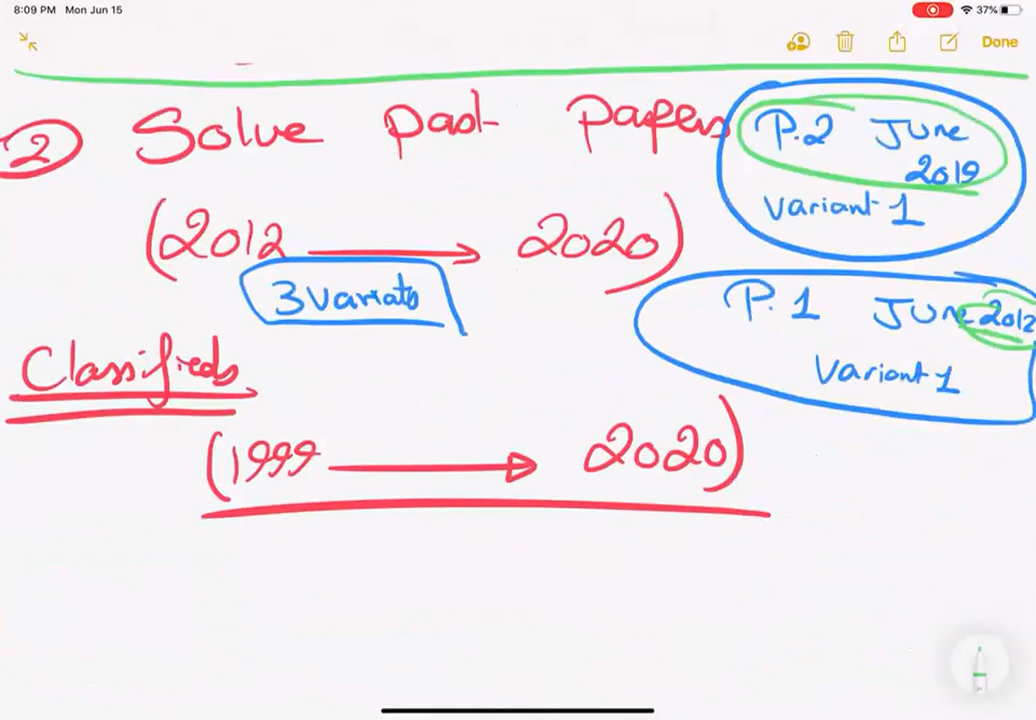 8:09 PM Mon Jun 15
37%
Done
2 Solve past papers
(2012 → 2020)
3 Variats
P.2 June
2019
Variant 1
P.1 June 2012
Variant 1
Classifieds
(1999 → 2020)